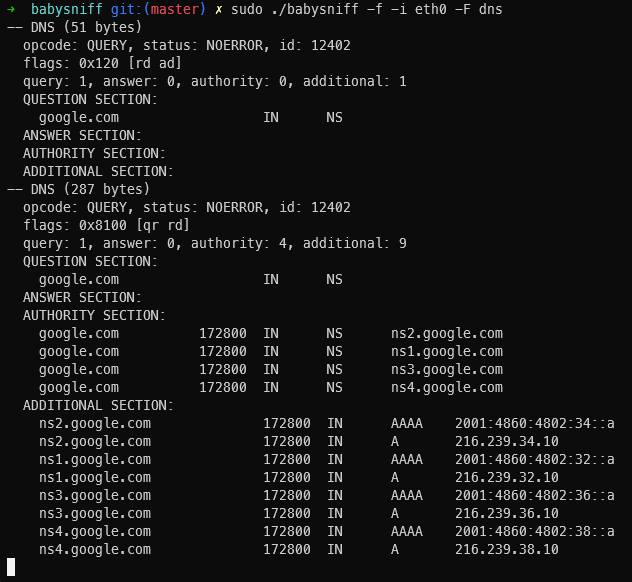 ➜  babysniff git:(master) ✗ sudo ./babysniff -f -i eth0 -F dns
-- DNS (51 bytes)
  opcode: QUERY, status: NOERROR, id: 12402
  flags: 0x120 [rd ad]
  query: 1, answer: 0, authority: 0, additional: 1
  QUESTION SECTION:
    google.com                  IN      NS
  ANSWER SECTION:
  AUTHORITY SECTION:
  ADDITIONAL SECTION:
-- DNS (287 bytes)
  opcode: QUERY, status: NOERROR, id: 12402
  flags: 0x8100 [qr rd]
  query: 1, answer: 0, authority: 4, additional: 9
  QUESTION SECTION:
    google.com                  IN      NS
  ANSWER SECTION:
  AUTHORITY SECTION:
    google.com          172800  IN      NS      ns2.google.com
    google.com          172800  IN      NS      ns1.google.com
    google.com          172800  IN      NS      ns3.google.com
    google.com          172800  IN      NS      ns4.google.com
  ADDITIONAL SECTION:
    ns2.google.com              172800  IN      AAAA    2001:4860:4802:34::a
    ns2.google.com              172800  IN      A       216.239.34.10
    ns1.google.com              172800  IN      AAAA    2001:4860:4802:32::a
    ns1.google.com              172800  IN      A       216.239.32.10
    ns3.google.com              172800  IN      AAAA    2001:4860:4802:36::a
    ns3.google.com              172800  IN      A       216.239.36.10
    ns4.google.com              172800  IN      AAAA    2001:4860:4802:38::a
    ns4.google.com              172800  IN      A       216.239.38.10